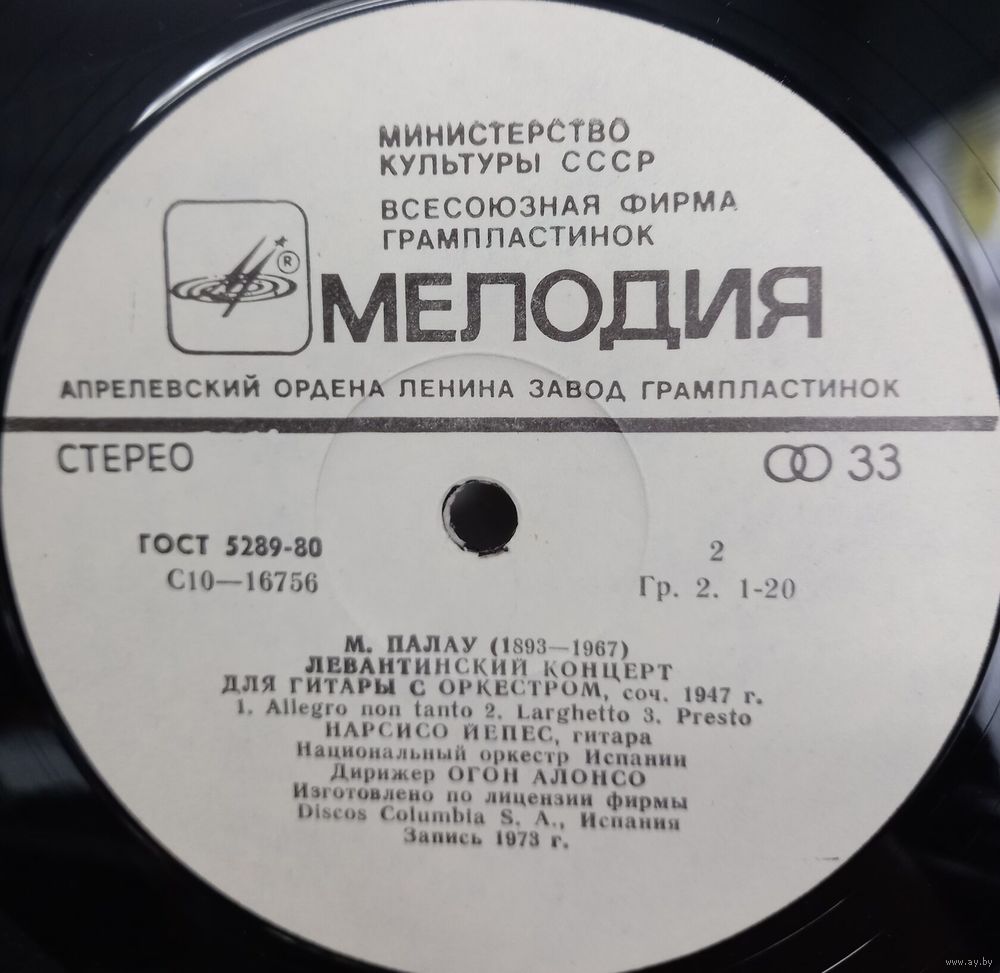 МИНИСТЕРСТВО
КУЛЬТУРЫ СССР
ВСЕСОЮЗНАЯ ФИРМА
ГРАМПЛАСТИНОК
®
МЕЛОДИЯ
АПРЕЛЕВСКИЙ ОРДЕНА ЛЕНИНА ЗАВОД ГРАМПЛАСТИНОК
СТЕРЕО
33
ГОСТ 5289-80
2
С10—16756
Гр. 2. 1-20
М. ПАЛАУ (1893—1967)
ЛЕВАНТИНСКИЙ КОНЦЕРТ
ДЛЯ ГИТАРЫ С ОРКЕСТРОМ, соч. 1947 г.
1. Allegro non tanto 2. Larghetto 3. Presto
НАРСИСО ЙЕПЕС, гитара
Национальный оркестр Испании
Дирижер ОГОН АЛОНСО
Изготовлено по лицензии фирмы
Discos Columbia S. A., Испания
Запись 1973 г.
www.ay.by